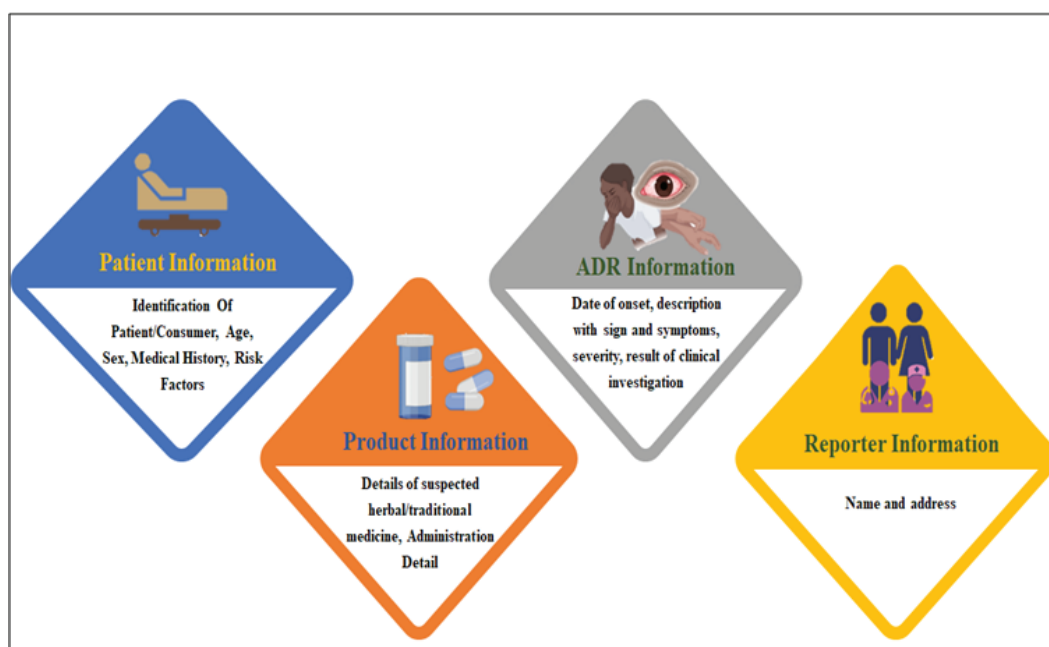 Patient Information
Identification Of
Patient/Consumer, Age,
Sex, Medical History, Risk
Factors
Product Information
Details of suspected
herbal/traditional
medicine, Administration
Detail
ADR Information
Date of onset, description
with sign and symptoms,
severity, result of clinical
investigation
Reporter Information
Name and address